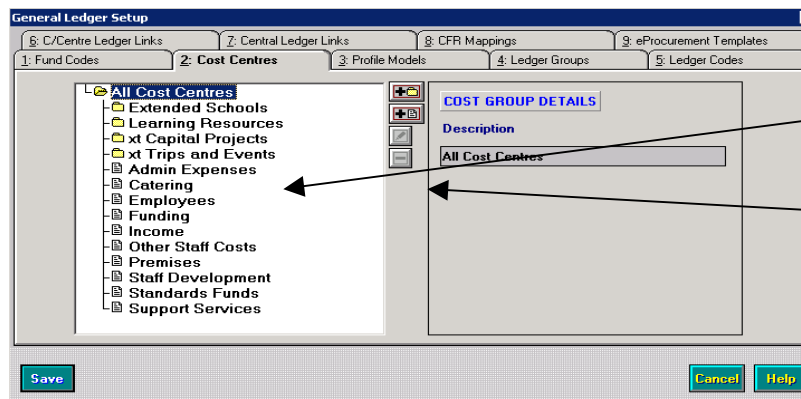 General Ledger Setup
6: C/Centre Ledger Links
7: Central Ledger Links
8: CFR Mappings
9: eProcurement Templates
1: Fund Codes
2: Cost Centres
3: Profile Models
4: Ledger Groups
5: Ledger Codes
All Cost Centres
Extended Schools
Learning Resources
xt Capital Projects
xt Trips and Events
Admin Expenses
Catering
Employees
Funding
Income
Other Staff Costs
Premises
Staff Development
Standards Funds
Support Services
COST GROUP DETAILS
Description
All Cost Centres
Save
Cancel
Help